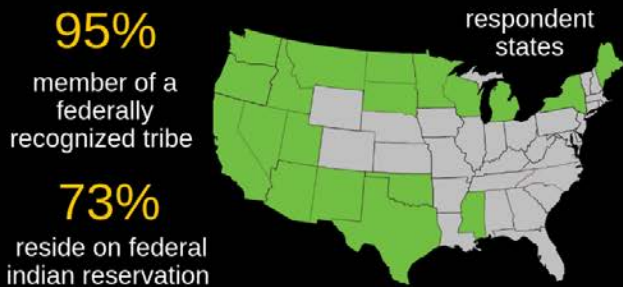 95%
member of a
federally
recognized tribe
73%
reside on federal
indian reservation
respondent
states